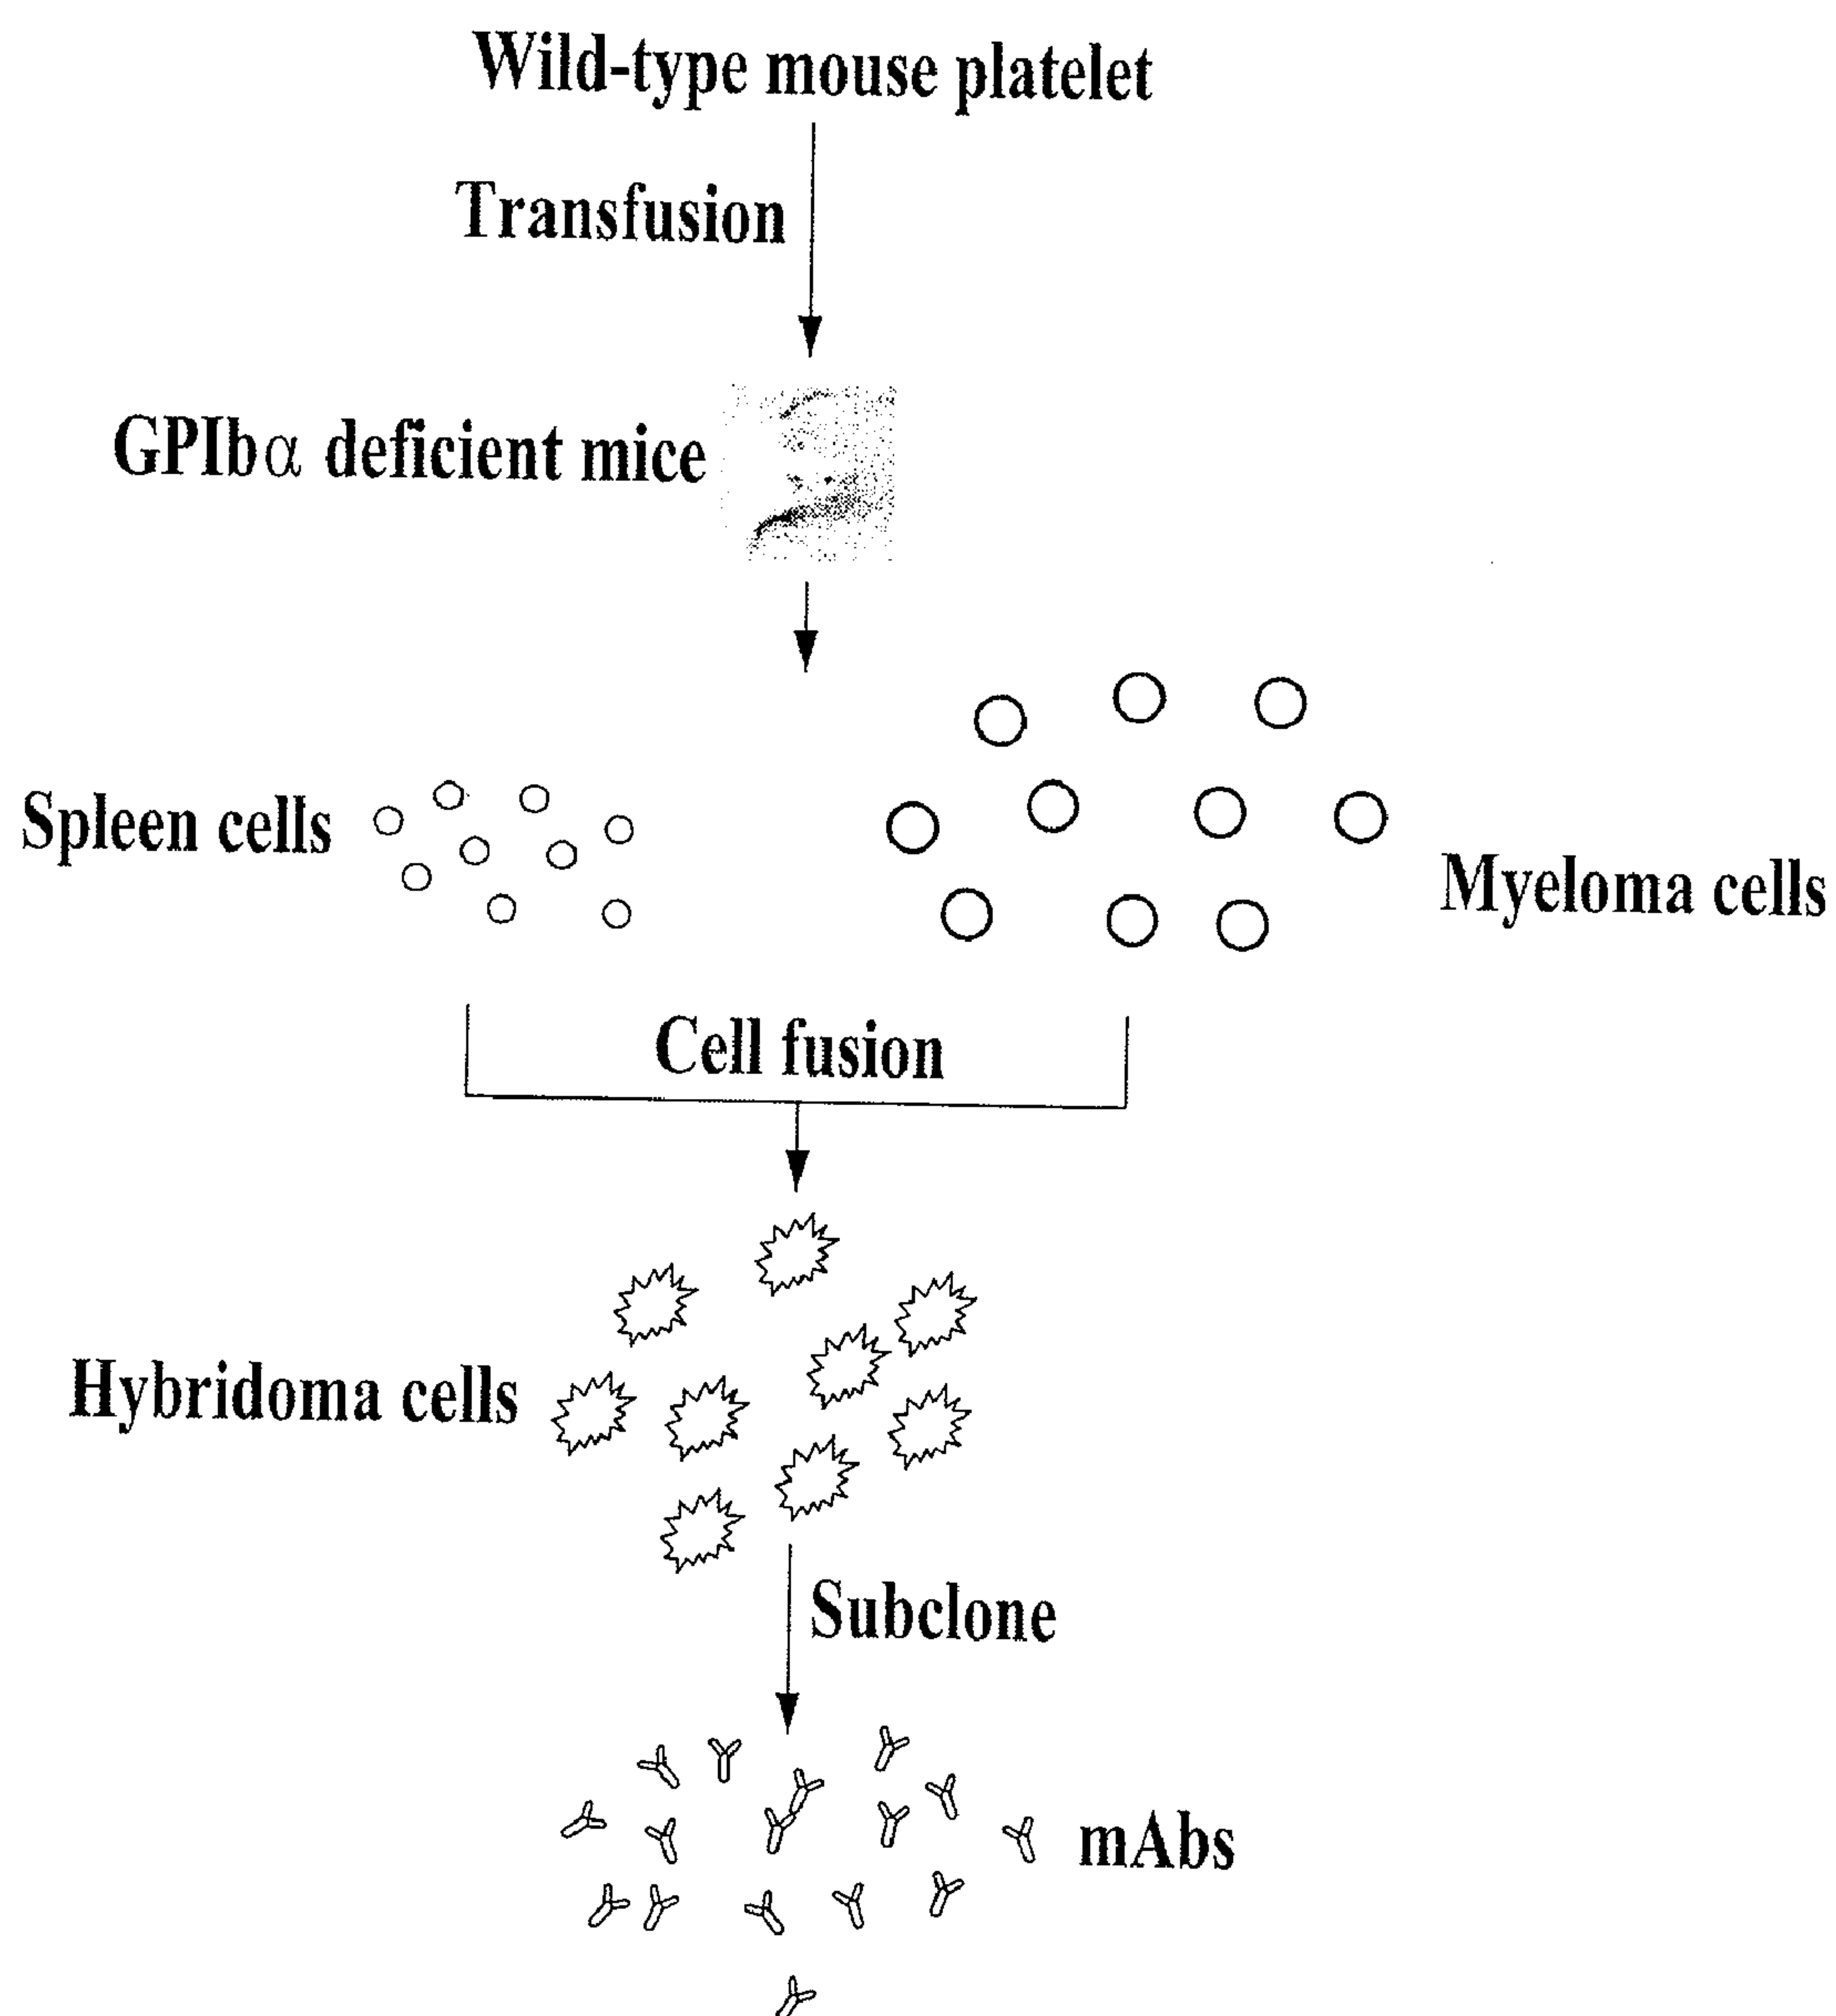 Wild-type mouse platelet
Transfusion
GPIbα deficient mice
Spleen cells
Myeloma cells
Cell fusion
Hybridoma cells
Subclone
mAbs